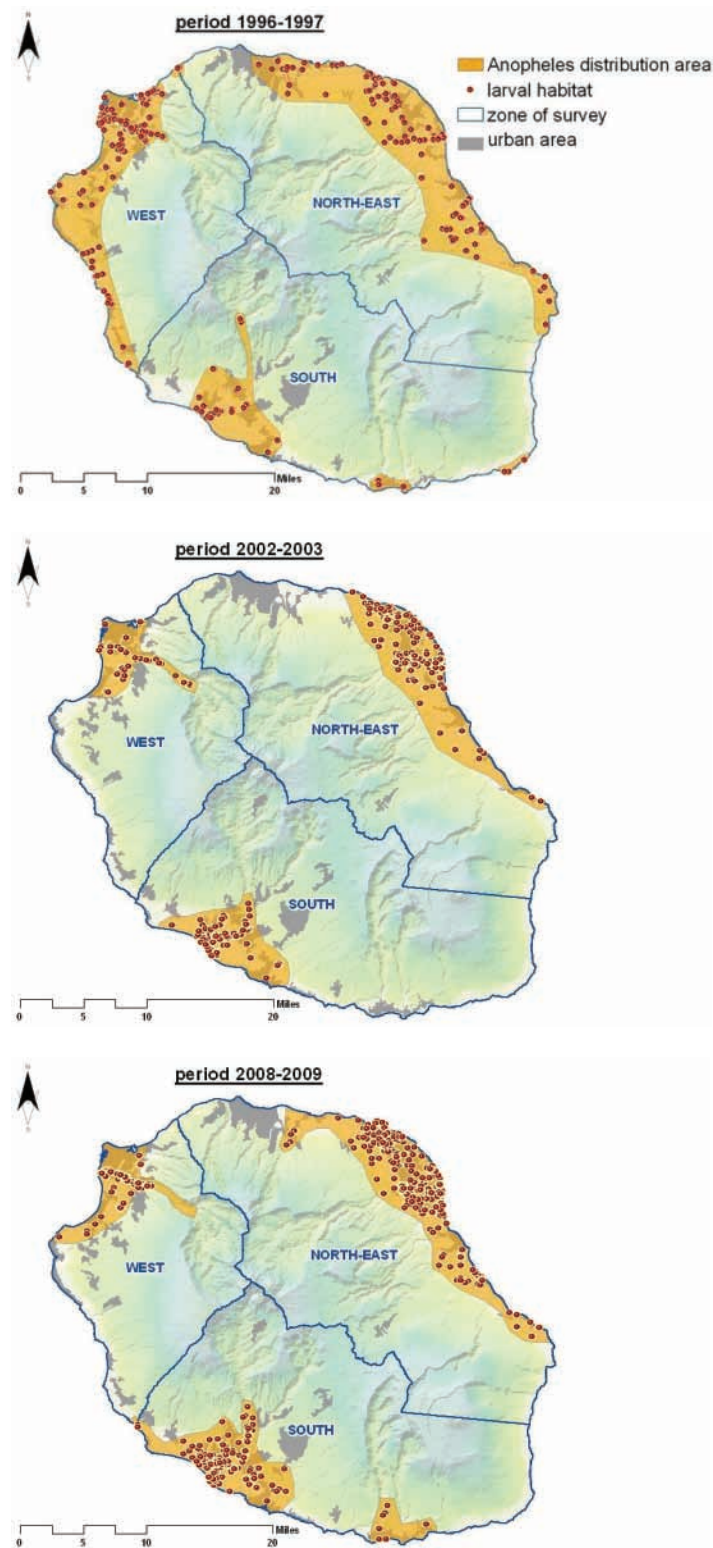 period 1996-1997
Anopheles distribution area
larval habitat
zone of survey
urban area
WEST
NORTH-EAST
SOUTH
Miles
0 5 10 20
period 2002-2003
WEST
NORTH-EAST
SOUTH
Miles
0 5 10 20
period 2008-2009
WEST
NORTH-EAST
SOUTH
Miles
0 5 10 20